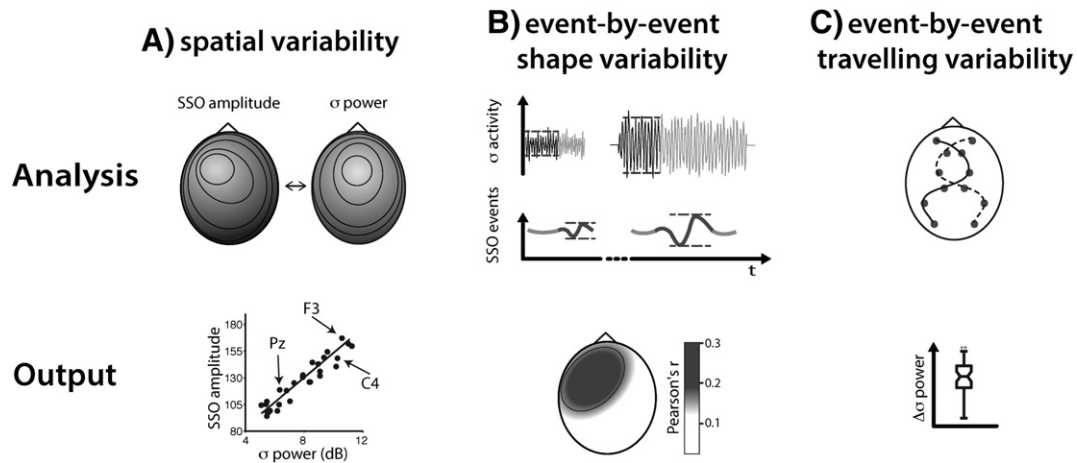 A) spatial variability
B) event-by-event
shape variability
C) event-by-event
travelling variability
Analysis
SSO amplitude
σ power
σ activity
SSO events
t
Output
SSO amplitude
180
155
130
105
80
F3
Pz
C4
4
8
12
σ power (dB)
Pearson's r
0.3
0.2
0.1
Δσ power
**